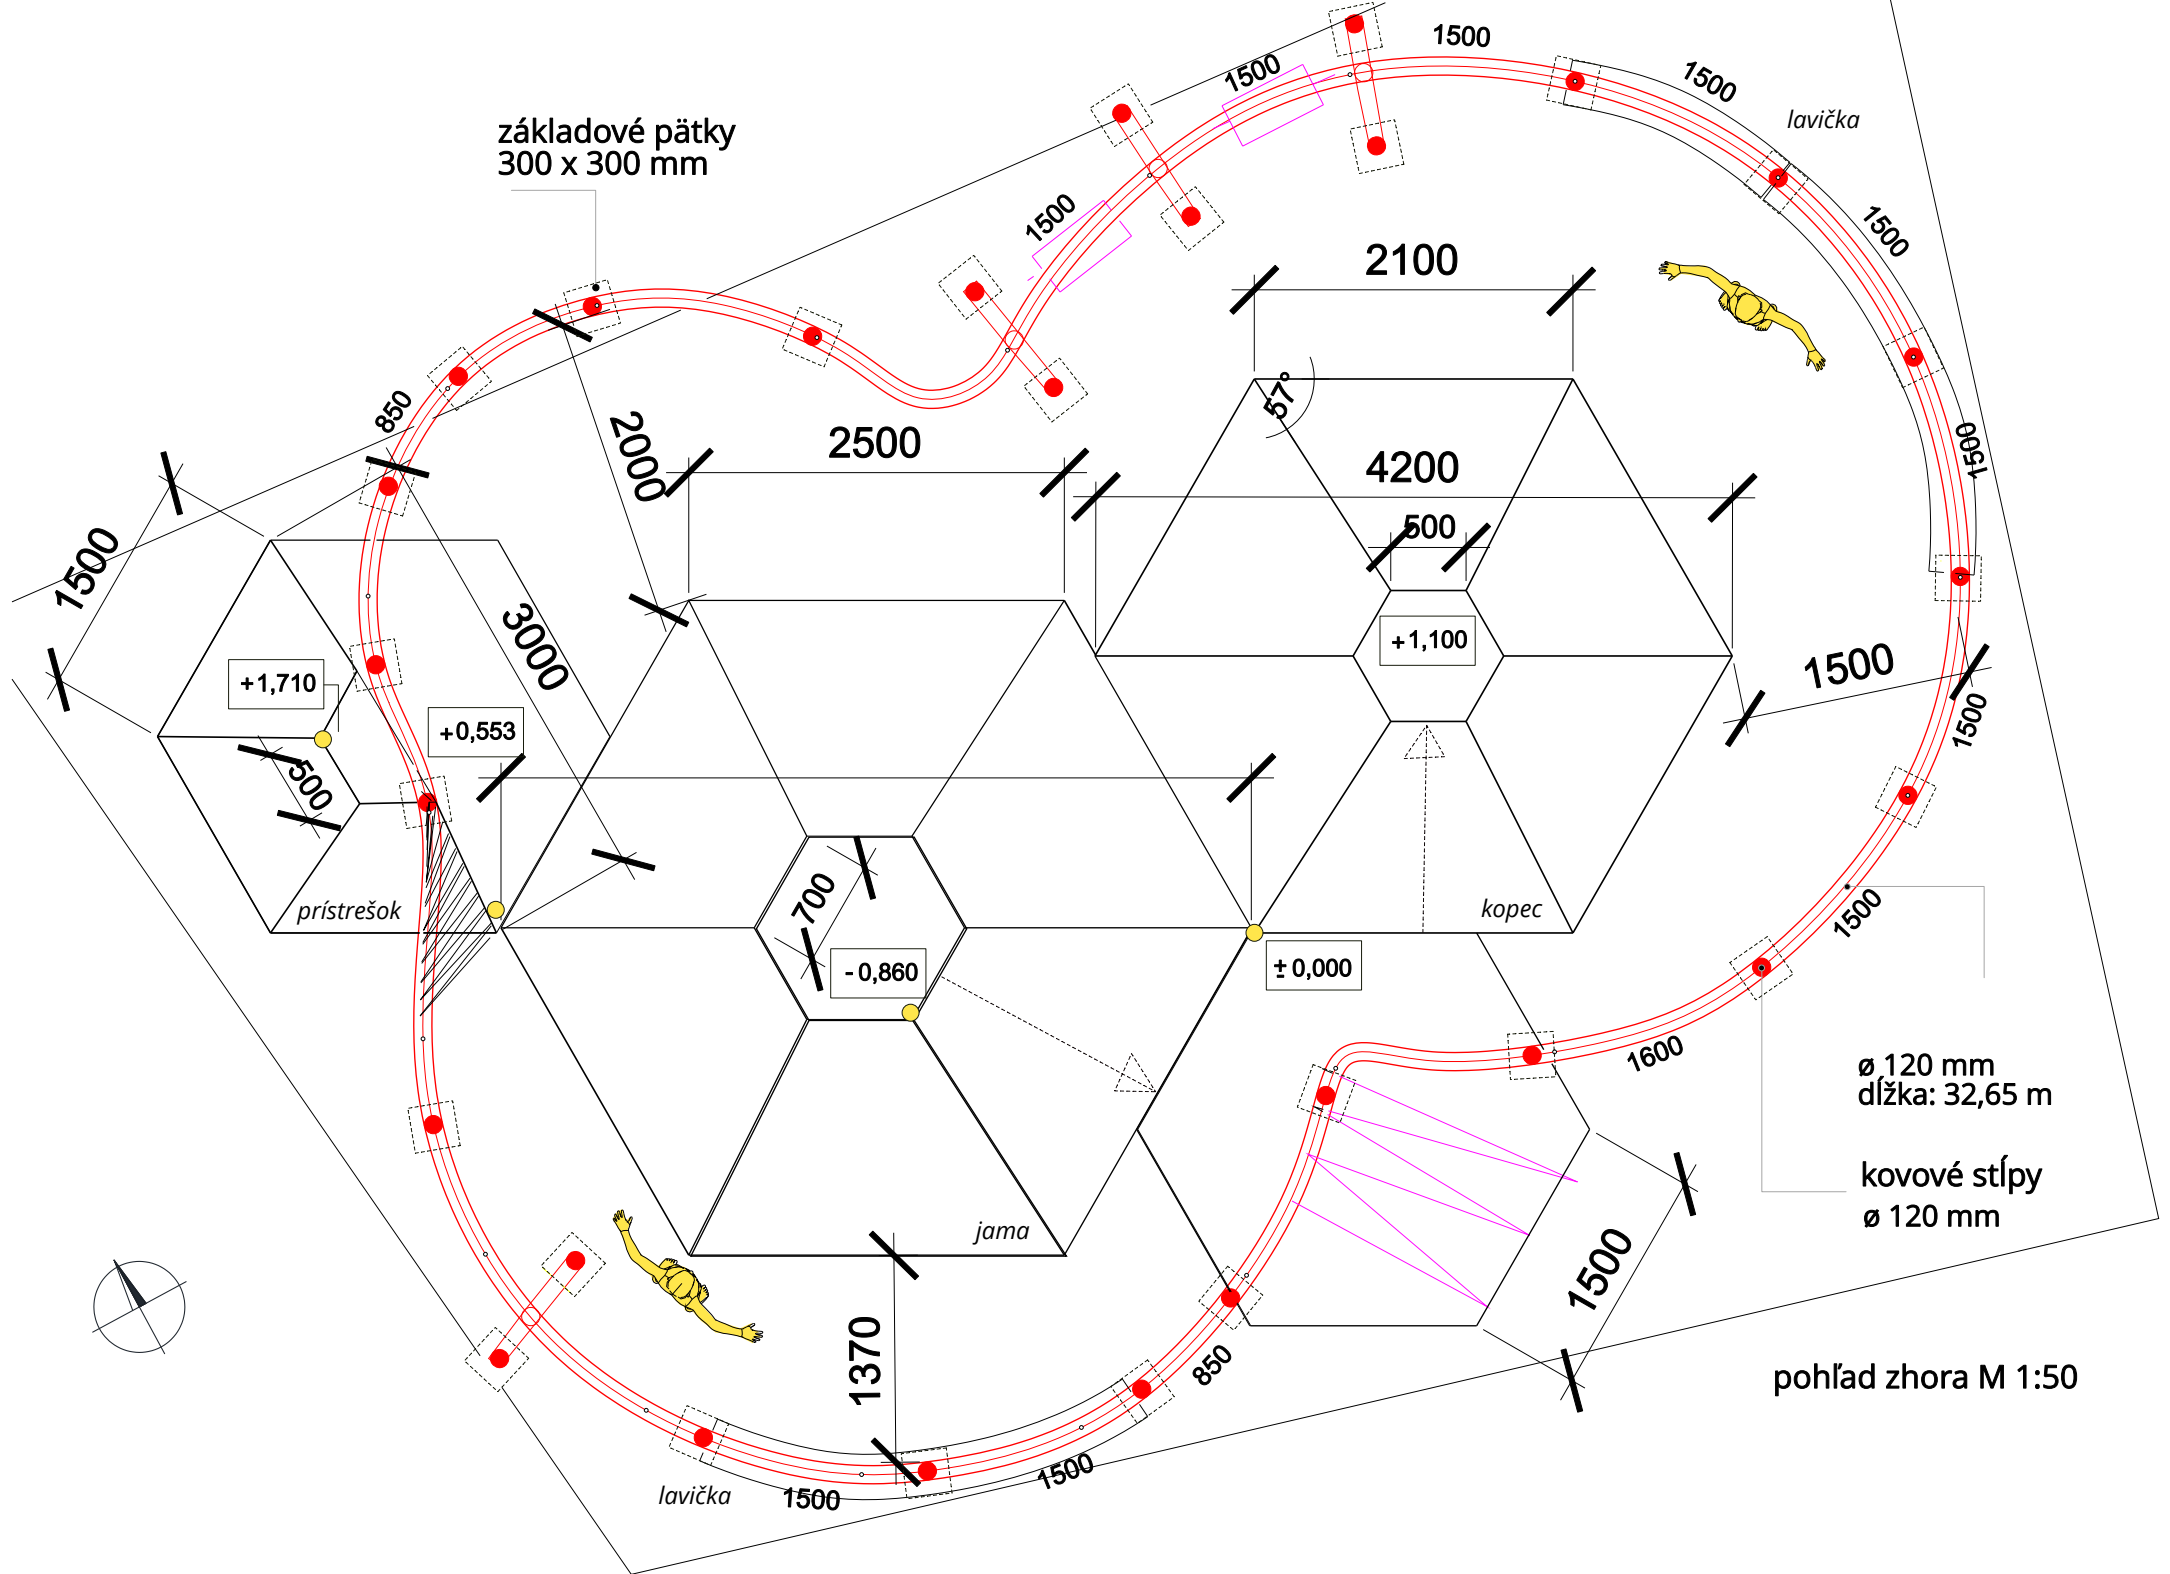 1500
1500
1500
lavička
základové pätky
300 x 300 mm
1500
1500
2100
850
57°
2000
2500
4200
1500
500
1500
3000
+1,100
1500
+1,710
+0,553
1500
500
700
prístrešok
kopec
1500
-0,860
± 0,000
1600
ø 120 mm
dĺžka: 32,65 m
kovové stĺpy
ø 120 mm
jama
1500
1370
850
pohľad zhora M 1:50
1500
lavička
1500